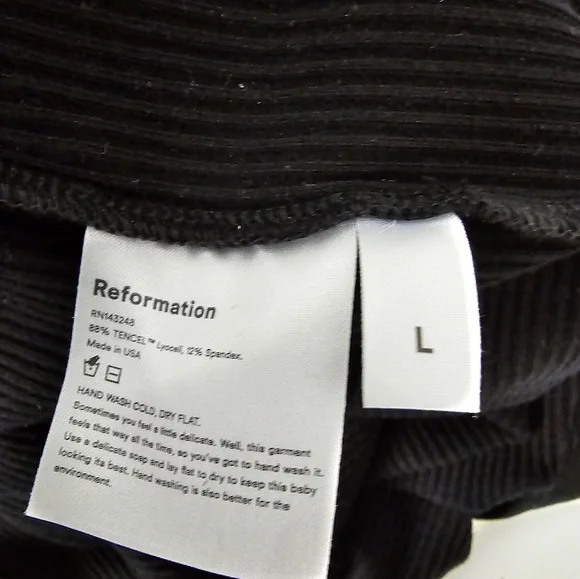 Reformation
RN143248
88% TENCEL™ Lyocell, 12% Spandex.
Made in USA
HAND WASH COLD, DRY FLAT.
Sometimes you feel a little delicate. Well, this garment
feels that way all the time, so you've got to hand wash it.
Use a delicate soap and lay flat to dry to keep this baby
looking its best. Hand washing is also better for the
environment.
L